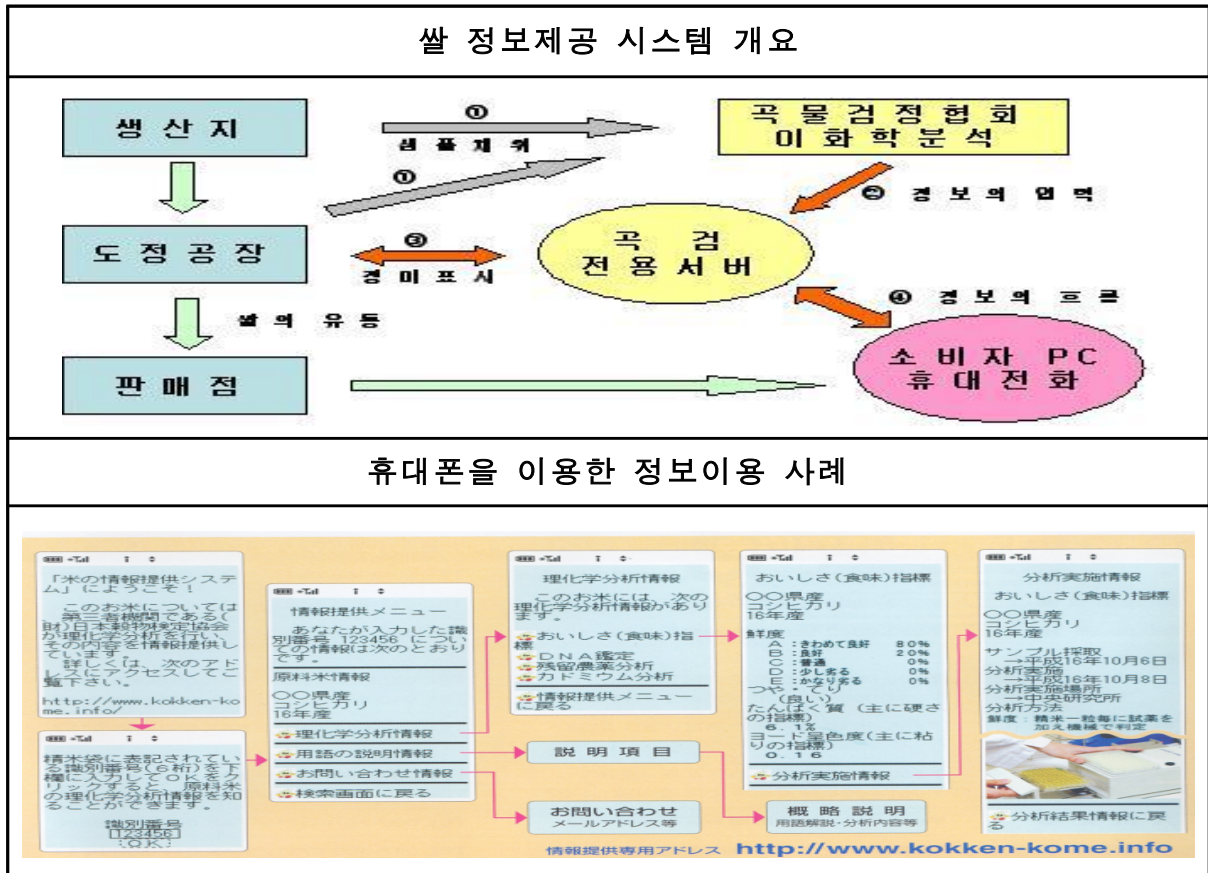 쌀 정보제공 시스템 개요
생 산 지
①
샘 플 채 취
곡 물 검 정 협 회
이 화 학 분 석
①
② 경 보 의 입 력
도 정 공 장
③
경 미 표 시
곡 검
전 용 서 버
④ 경 보 의 흐 름
쌀 의 유 통
판 매 점
소 비 자 PC
휴 대 전 화
휴대폰을 이용한 정보이용 사례
「米の情報提供システ
ム」にようこそ!
このお米については
第三者機関である(
財)日本穀物検定協会
が理化学分析を行い、
その内容を情報提供し
ています。
詳しくは、次のアド
レスにアクセスしてご
覧下さい。
http://www.kokken-ko
me.info/
精米袋に表記されてい
る識別番号(6桁)を下
欄に入力してOKをク
リックすると、原料米
の理化学分析情報を知
ることができます。
識別番号
[123456]
[OK]
情報提供メニュー
あなたが入力した識
別番号 123456 につい
ての情報は次のとおり
です。
原料米情報
○○県産
コシヒカリ
16年産
理化学分析情報
用語の説明情報
お問い合わせ情報
検索画面に戻る
理化学分析情報
このお米には、次の
理化学分析情報があり
ます。
おいしさ(食味)指
標
DNA鑑定
残留農薬分析
カドミウム分析
情報提供メニュー
に戻る
説 明 項 目
お問い合わせ
メールアドレス等
おいしさ(食味)指標
○○県産
コシヒカリ
16年産
鮮度
A:きわめて良好 80%
B:良好 20%
C:普通 0%
D:少し劣る 0%
E:かなり劣る 0%
つや・てり
(良い)
たんぱく質(主に硬さ
の指標)
6.1%
ヨード呈色度(主に粘
りの指標)
0.16
分析実施情報
概 略 説 明
用語解説・分析内容等
分析実施情報
おいしさ(食味)指標
○○県産
コシヒカリ
16年産
サンプル採取
→平成16年10月6日
分析実施
→平成16年10月8日
分析実施場所
→中央研究所
分析方法
鮮度:精米一粒毎に試薬を
加え機械で判定
分析結果情報に戻
る
情報提供専用アドレス http://www.kokken-kome.info